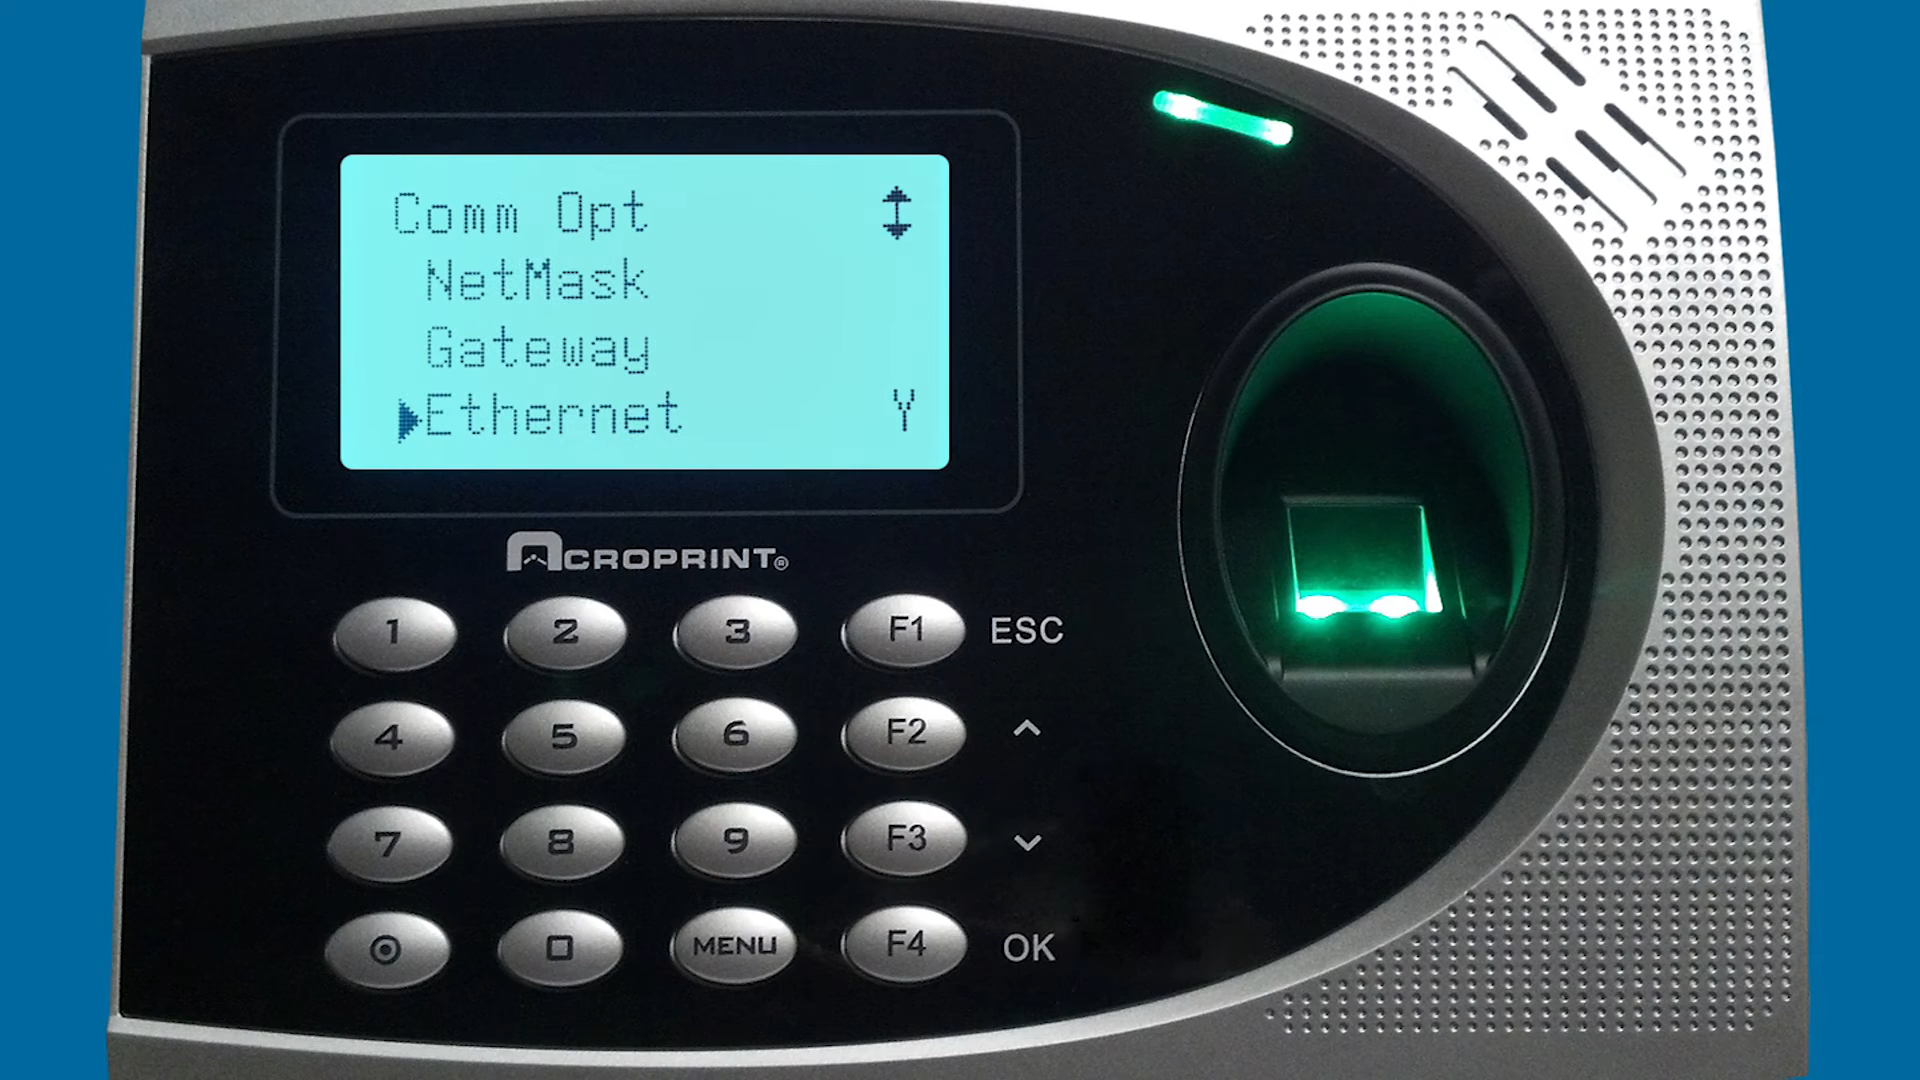 Comm Opt
NetMask
Gateway
Ethernet Y
ACROPRINT®
1 2 3 F1 ESC
4 5 6 F2
7 8 9 F3
0 MENU F4 OK